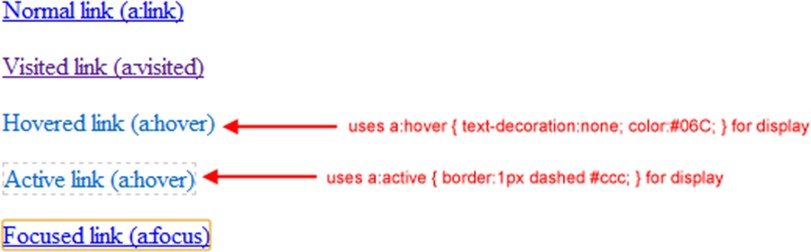 Normal link (a:link)
Visited link (a:visited)
Hovered link (a:hover) uses a:hover { text-decoration:none; color:#06C; } for display
Active link (a:hover) uses a:active { border:1px dashed #ccc; } for display
Focused link (a:focus)